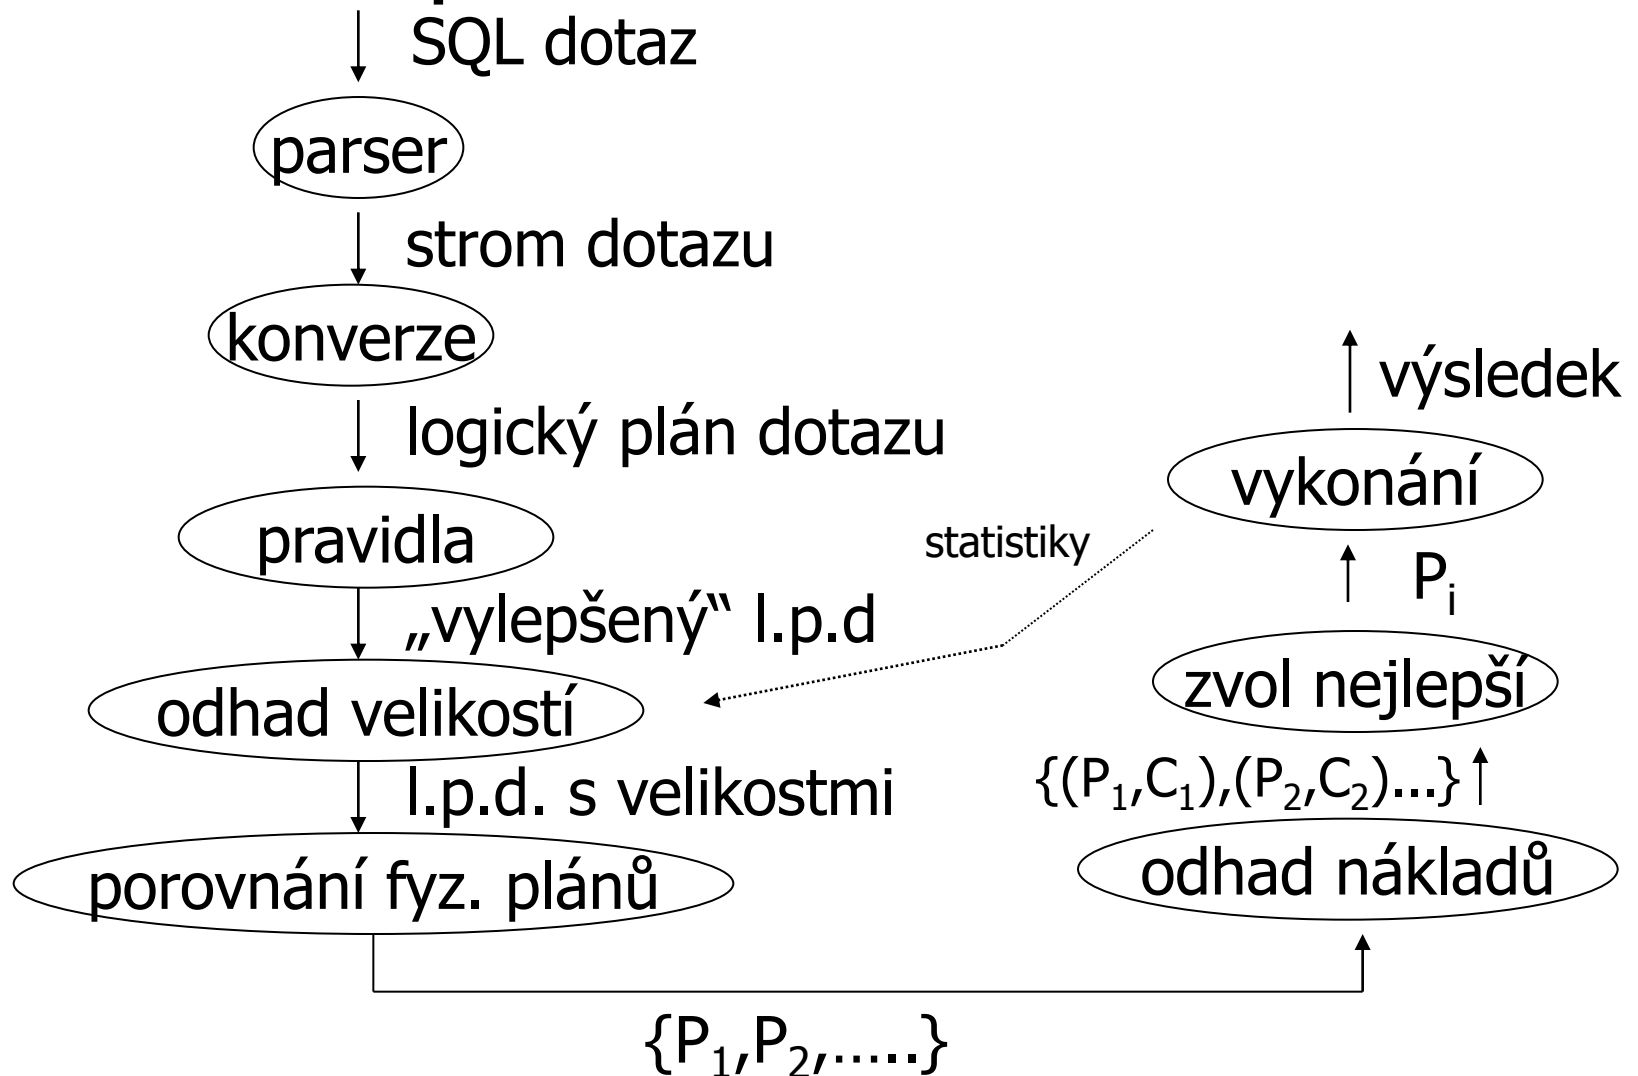 SQL dotaz
parser
strom dotazu
konverze
logický plán dotazu
pravidla
„vylepšený“ l.p.d
odhad velikostí
l.p.d. s velikostmi
porovnání fyz. plánů
{P1,P2,…..}
odhad nákladů
{(P1,C1),(P2,C2)...}
zvol nejlepší
Pi
vykonání
statistiky
výsledek